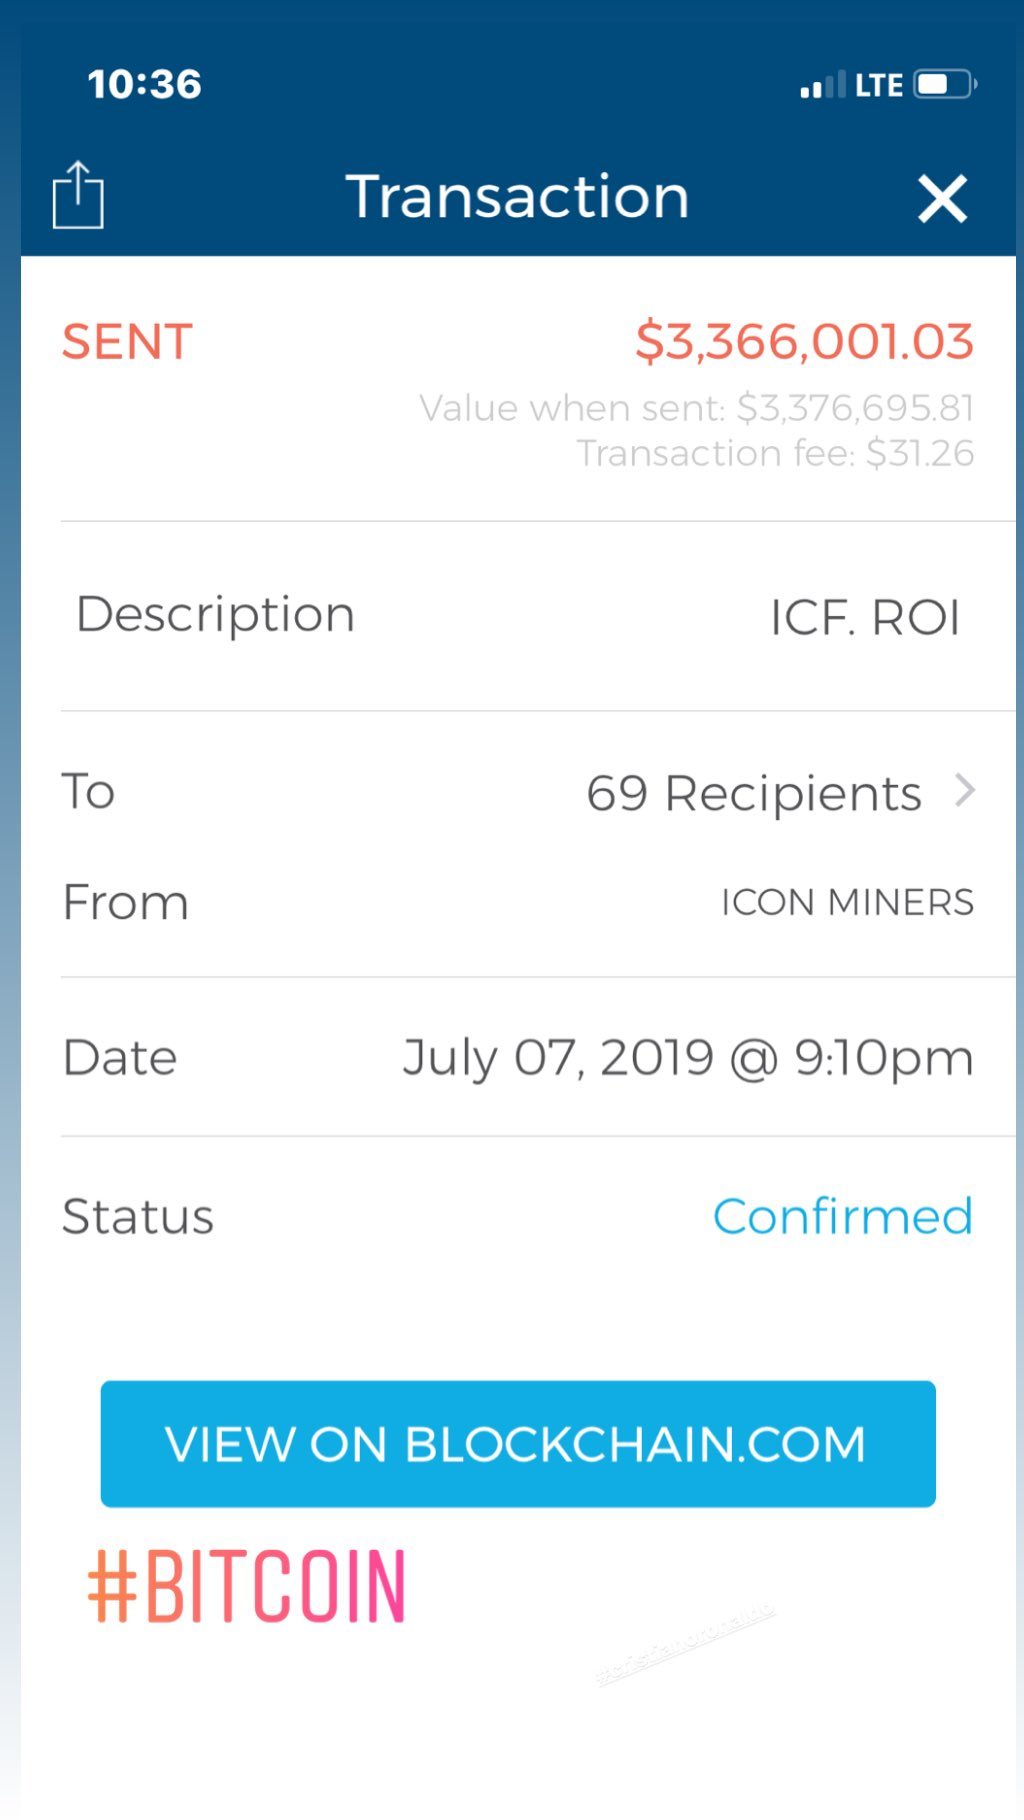 10:36 LTE
Transaction
SENT $3,366,001.03
Value when sent: $3,376,695.81
Transaction fee: $31.26
Description ICF. ROI
To 69 Recipients
From ICON MINERS
Date July 07, 2019 @ 9:10pm
Status Confirmed
VIEW ON BLOCKCHAIN.COM
#BITCOIN
#cristianoronaldo